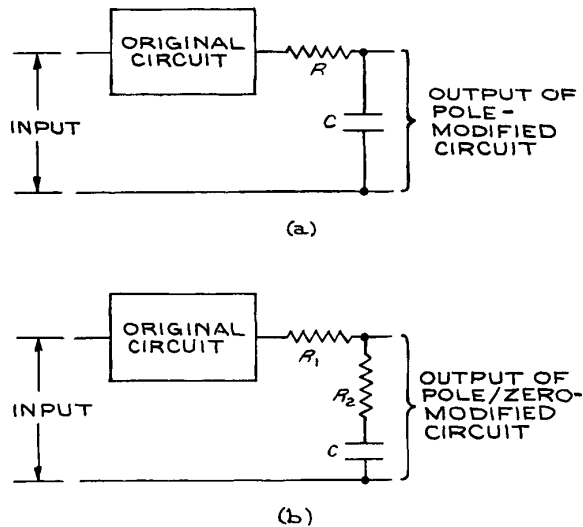 ORIGINAL
CIRCUIT
R
C
INPUT
OUTPUT OF
POLE-
MODIFIED
CIRCUIT
(a)
ORIGINAL
CIRCUIT
R1
R2
C
INPUT
OUTPUT OF
POLE/ZERO-
MODIFIED
CIRCUIT
(b)